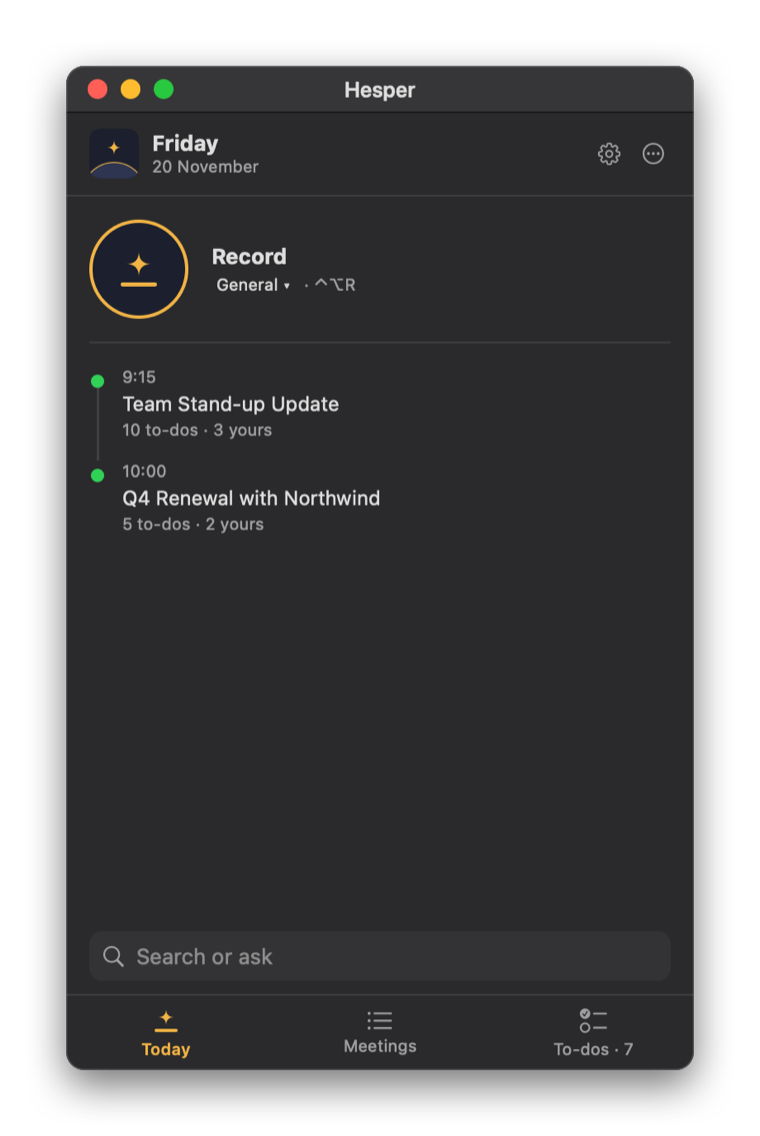 Hesper
Friday
20 November
Record
General ▾ · ^⌥R
9:15
Team Stand-up Update
10 to-dos · 3 yours
10:00
Q4 Renewal with Northwind
5 to-dos · 2 yours
Search or ask
Today
Meetings
To-dos · 7